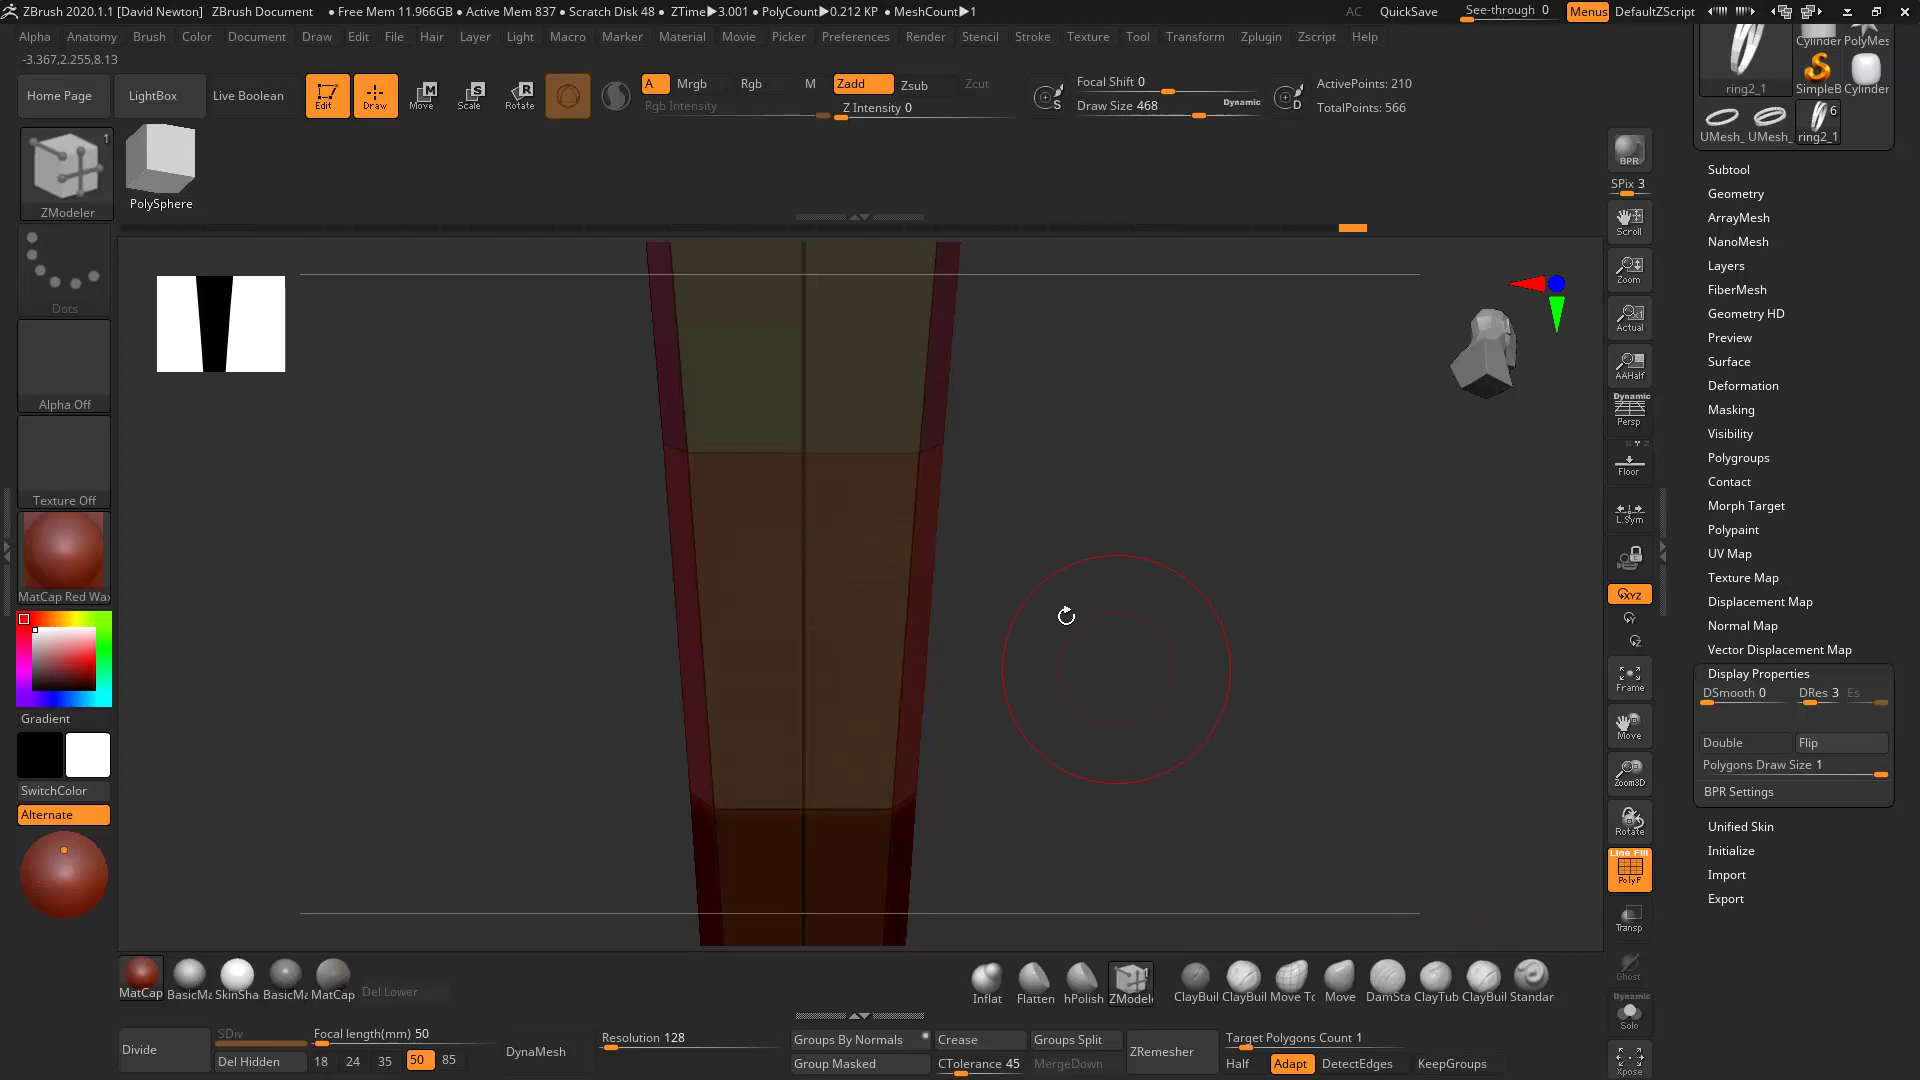 ZBrush 2020.1.1 [David Newton] ZBrush Document • Free Mem 11.966GB • Active Mem 837 • Scratch Disk 48 • ZTime▶3.001 • PolyCount▶0.212 KP • MeshCount▶1 AC QuickSave See-through 0 Menus DefaultZScript
Alpha Anatomy Brush Color Document Draw Edit File Hair Layer Light Macro Marker Material Movie Picker Preferences Render Stencil Stroke Texture Tool Transform Zplugin Zscript Help
-3.367,2.255,8.13
Home Page LightBox Live Boolean Edit Draw Move Scale Rotate
A Mrgb Rgb M Zadd Zsub Zcut
Rgb Intensity Z Intensity 0
S Focal Shift 0
Draw Size 468 Dynamic D
ActivePoints: 210
TotalPoints: 566
1
ZModeler
PolySphere
Dots
Alpha Off
Texture Off
MatCap Red Wax
Gradient
SwitchColor
Alternate
BPR
SPix 3
Scroll
Zoom
Actual
AAHalf
Dynamic
Persp
Floor
L.Sym
XYZ
Y
Z
Frame
Move
Zoom3D
Rotate
Line Fill
PolyF
Transp
Ghost
Dynamic
Solo
Xpose
Cylinder PolyMes
ring2_1 SimpleB Cylinder
6
UMesh_ UMesh_ ring2_1
Subtool
Geometry
ArrayMesh
NanoMesh
Layers
FiberMesh
Geometry HD
Preview
Surface
Deformation
Masking
Visibility
Polygroups
Contact
Morph Target
Polypaint
UV Map
Texture Map
Displacement Map
Normal Map
Vector Displacement Map
Display Properties
DSmooth 0 DRes 3 Es
Double Flip
Polygons Draw Size 1
BPR Settings
Unified Skin
Initialize
Import
Export
MatCap BasicMa SkinSha BasicMa MatCap Del Lower
Inflat Flatten hPolish 1 ZModele ClayBuil ClayBuil Move To Move DamSta ClayTub ClayBuil Standar
Divide SDiv
Del Hidden
Focal length(mm) 50
18 24 35 50 85
DynaMesh
Resolution 128
Groups By Normals Crease Groups Split
Group Masked CTolerance 45 MergeDown
ZRemesher
Target Polygons Count 1
Half Adapt DetectEdges KeepGroups